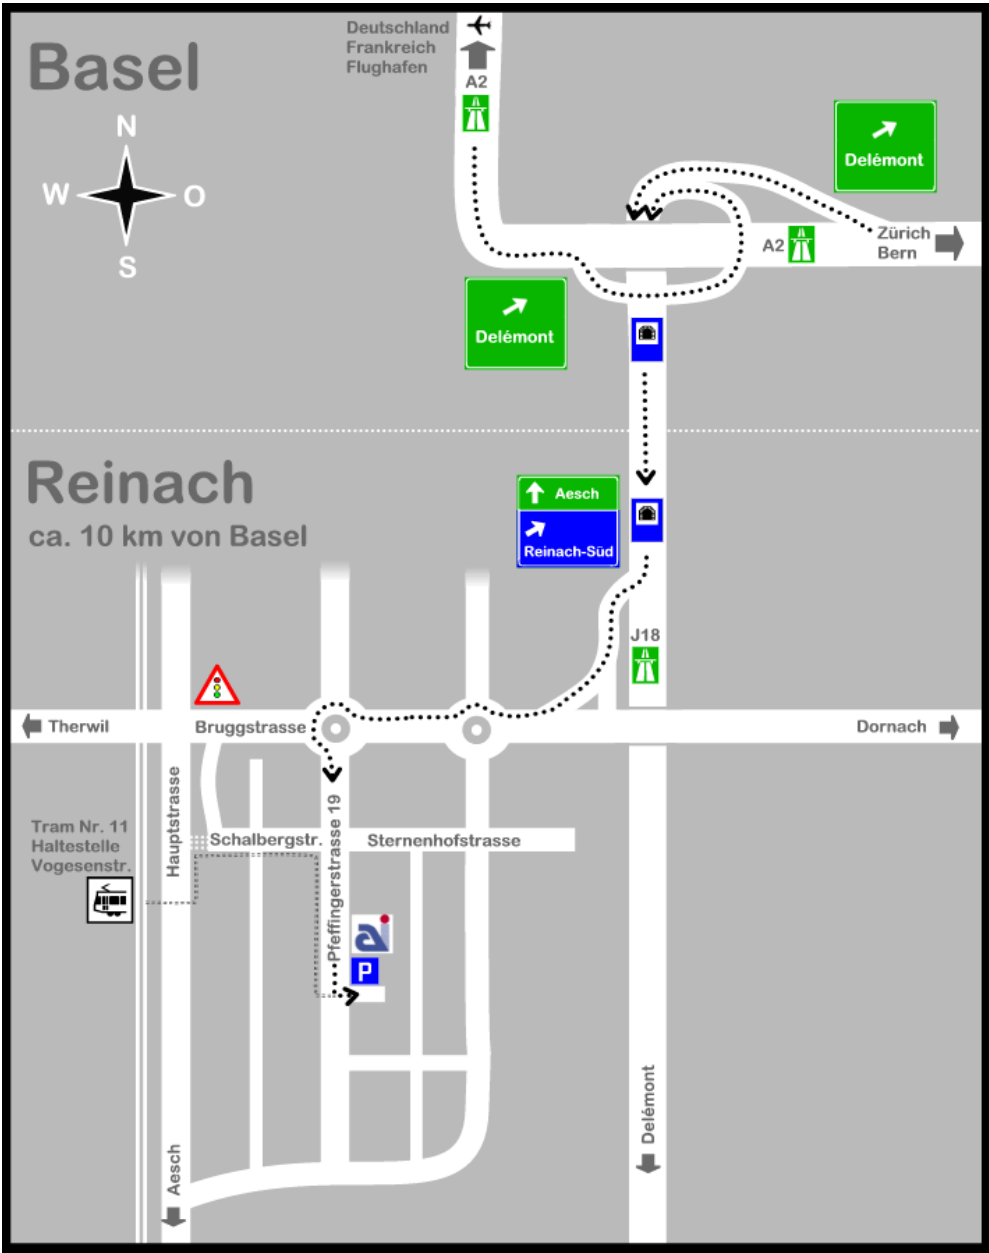 Basel
N
W
O
S
Deutschland
Frankreich
Flughafen
A2
Delémont
Zürich
Bern
A2
Delémont
Reinach
ca. 10 km von Basel
Aesch
Reinach-Süd
J18
Therwil
Bruggstrasse
Dornach
Hauptstrasse
Tram Nr. 11
Haltestelle
Vogesenstr.
Schalbergstr.
Sternenhofstrasse
Pfeffingerstrasse 19
ai
P
Aesch
Delémont